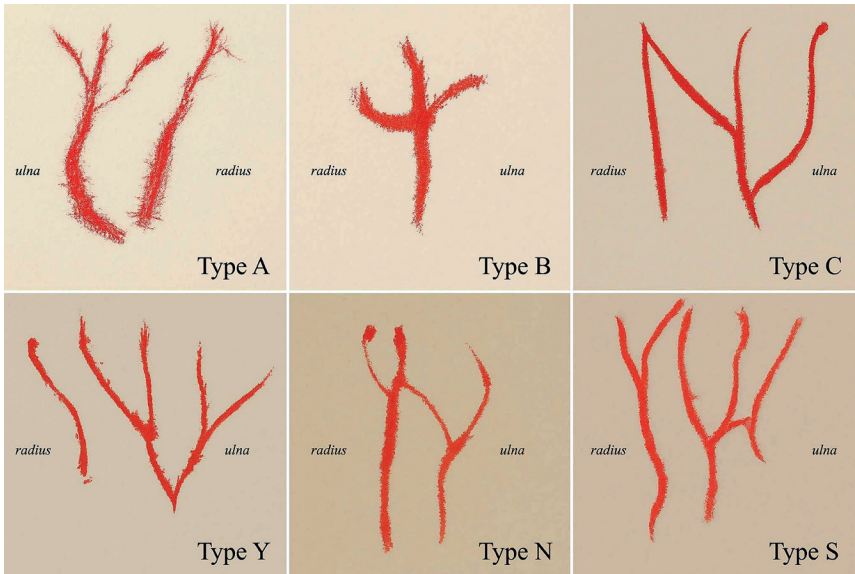 ulna
radius
Type A
radius
ulna
Type B
radius
ulna
Type C
radius
ulna
Type Y
radius
ulna
Type N
radius
ulna
Type S